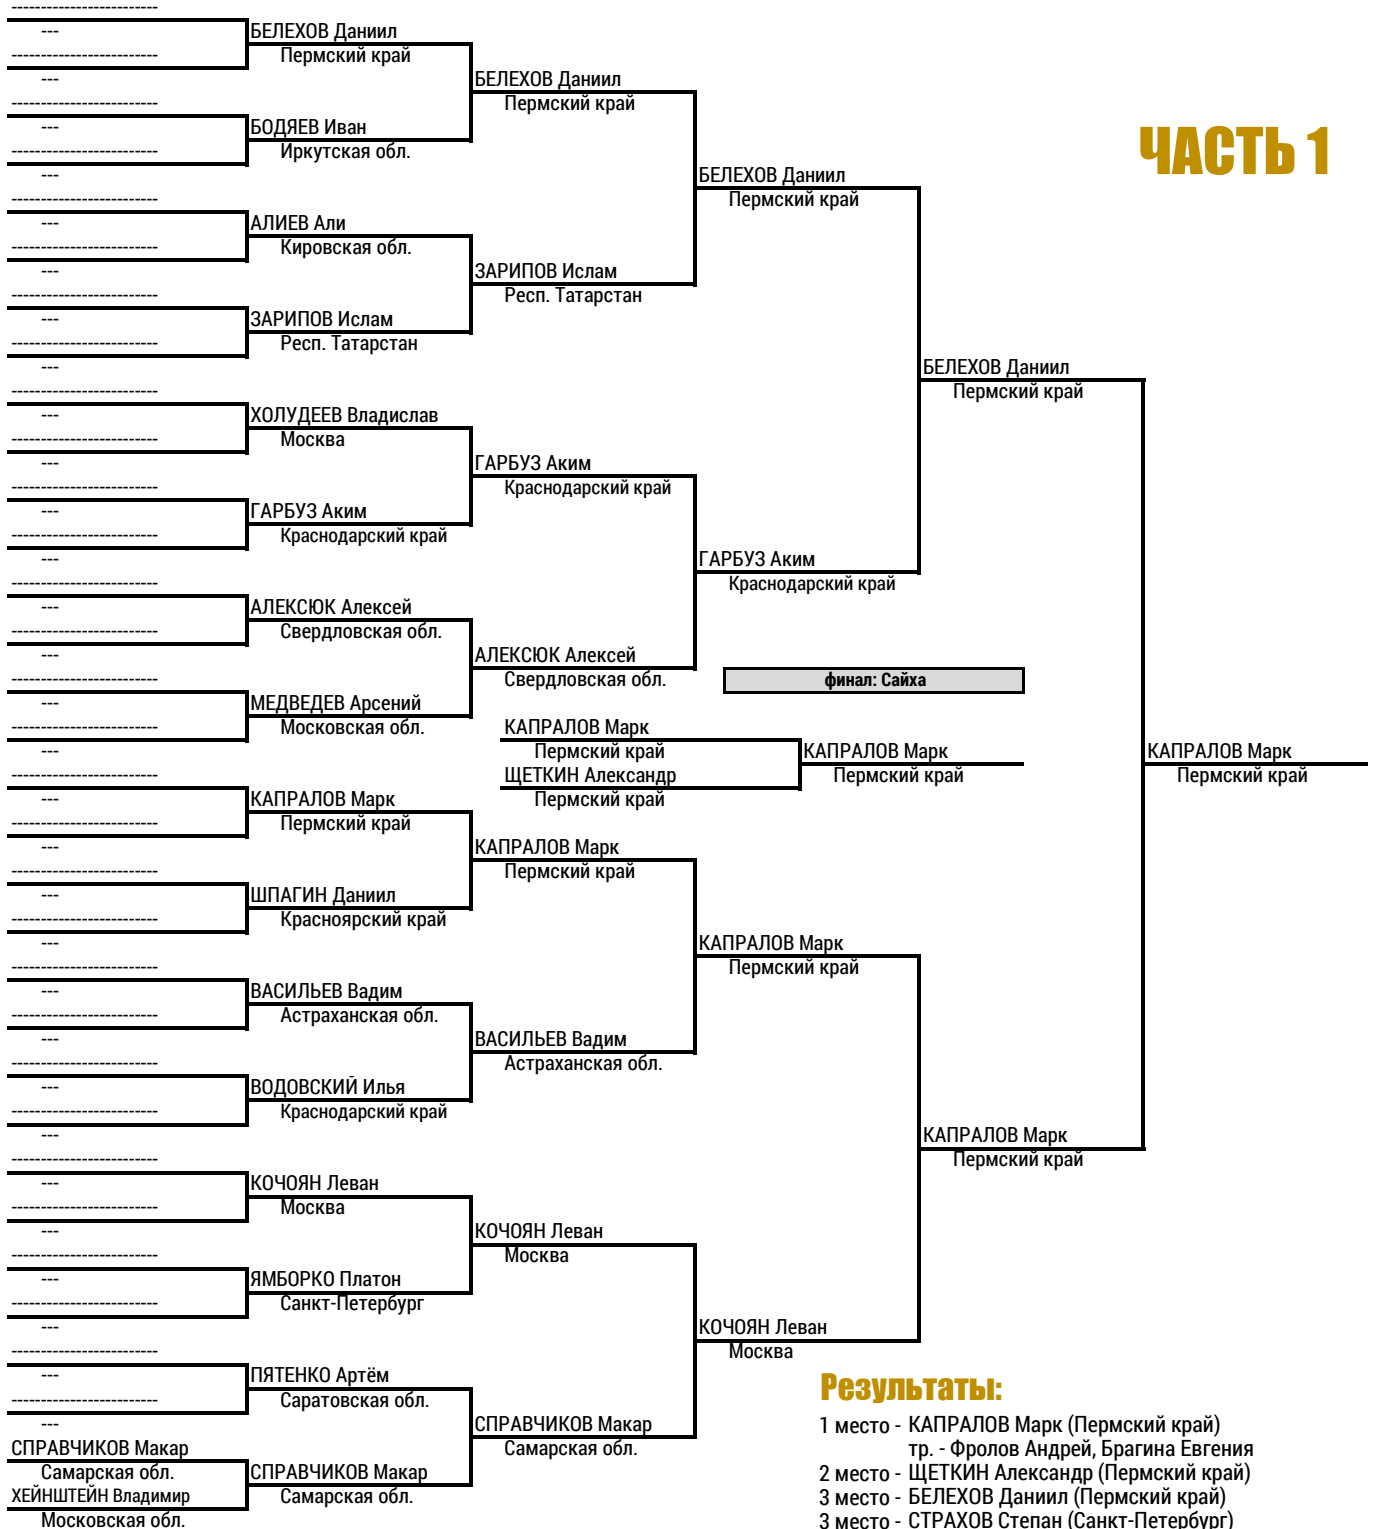 -------------------------
---
БЕЛЕХОВ Даниил
-------------------------
Пермский край
---
БЕЛЕХОВ Даниил
-------------------------
Пермский край
---
БОДЯЕВ Иван
ЧАСТЬ 1
-------------------------
Иркутская обл.
---
БЕЛЕХОВ Даниил
-------------------------
Пермский край
---
АЛИЕВ Али
-------------------------
Кировская обл.
---
ЗАРИПОВ Ислам
-------------------------
Респ. Татарстан
---
ЗАРИПОВ Ислам
-------------------------
Респ. Татарстан
---
БЕЛЕХОВ Даниил
-------------------------
Пермский край
---
ХОЛУДЕЕВ Владислав
-------------------------
Москва
---
ГАРБУЗ Аким
-------------------------
Краснодарский край
---
ГАРБУЗ Аким
-------------------------
Краснодарский край
---
ГАРБУЗ Аким
-------------------------
Краснодарский край
---
АЛЕКСЮК Алексей
-------------------------
Свердловская обл.
---
АЛЕКСЮК Алексей
-------------------------
Свердловская обл.
финал: Сайха
---
МЕДВЕДЕВ Арсений
-------------------------
Московская обл.
КАПРАЛОВ Марк
---
Пермский край
КАПРАЛОВ Марк
КАПРАЛОВ Марк
-------------------------
ЩЕТКИН Александр
Пермский край
Пермский край
---
КАПРАЛОВ Марк
Пермский край
-------------------------
Пермский край
---
КАПРАЛОВ Марк
-------------------------
Пермский край
---
ШПАГИН Даниил
-------------------------
Красноярский край
---
КАПРАЛОВ Марк
-------------------------
Пермский край
---
ВАСИЛЬЕВ Вадим
-------------------------
Астраханская обл.
---
ВАСИЛЬЕВ Вадим
-------------------------
Астраханская обл.
---
ВОДОВСКИЙ Илья
-------------------------
Краснодарский край
---
КАПРАЛОВ Марк
-------------------------
Пермский край
---
КОЧОЯН Леван
-------------------------
Москва
---
КОЧОЯН Леван
-------------------------
Москва
---
ЯМБОРКО Платон
-------------------------
Санкт-Петербург
---
КОЧОЯН Леван
-------------------------
Москва
---
ПЯТЕНКО Артём
-------------------------
Саратовская обл.
---
СПРАВЧИКОВ Макар
СПРАВЧИКОВ Макар
Самарская обл.
Самарская обл.
СПРАВЧИКОВ Макар
ХЕЙНШТЕЙН Владимир
Самарская обл.
Московская обл.
Результаты:
1 место - КАПРАЛОВ Марк (Пермский край)
тр. - Фролов Андрей, Брагина Евгения
2 место - ЩЕТКИН Александр (Пермский край)
3 место - БЕЛЕХОВ Даниил (Пермский край)
3 место - СТРАХОВ Степан (Санкт-Петербург)